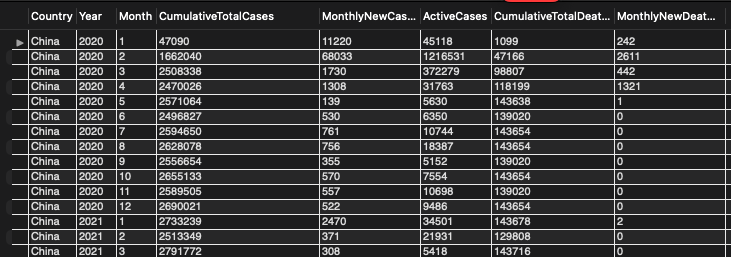 Country Year Month CumulativeTotalCases MonthlyNewCas... ActiveCases CumulativeTotalDeat... MonthlyNewDeat...
China 2020 1 47090 11220 45118 1099 242
China 2020 2 1662040 68033 1216531 47166 2611
China 2020 3 2508338 1730 372279 98807 442
China 2020 4 2470026 1308 31763 118199 1321
China 2020 5 2571064 139 5630 143638 1
China 2020 6 2496827 530 6350 139020 0
China 2020 7 2594650 761 10744 143654 0
China 2020 8 2628078 756 18387 143654 0
China 2020 9 2556654 355 5152 139020 0
China 2020 10 2655133 570 7554 143654 0
China 2020 11 2589505 557 10698 139020 0
China 2020 12 2690021 522 9486 143654 0
China 2021 1 2733239 2470 34501 143678 2
China 2021 2 2513349 371 21931 129808 0
China 2021 3 2791772 308 5418 143716 0